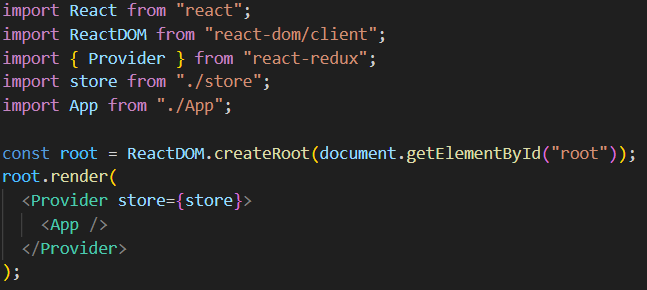 import React from "react";
import ReactDOM from "react-dom/client";
import { Provider } from "react-redux";
import store from "./store";
import App from "./App";

const root = ReactDOM.createRoot(document.getElementById("root"));
root.render(
  <Provider store={store}>
    <App />
  </Provider>
);